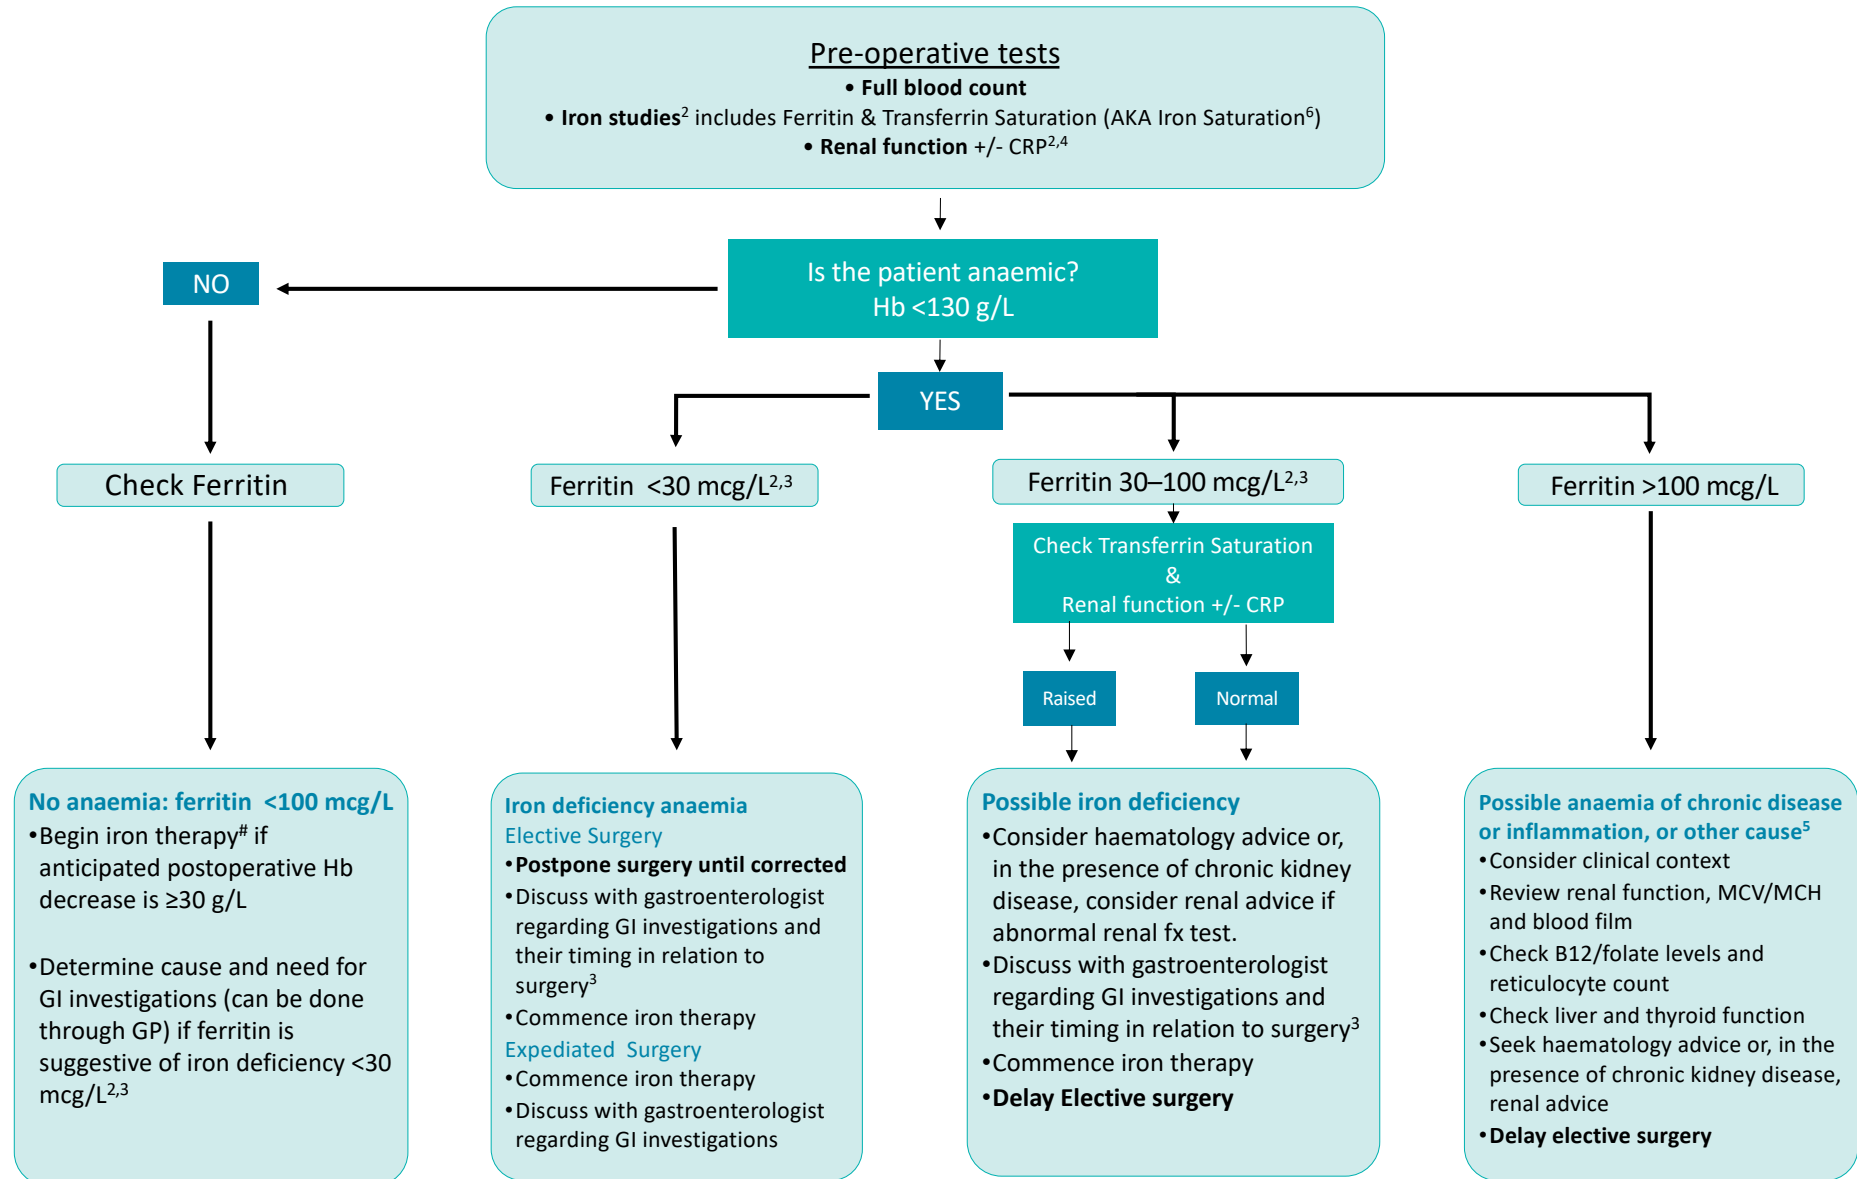 Pre-operative tests
• Full blood count
• Iron studies2 includes Ferritin & Transferrin Saturation (AKA Iron Saturation6)
• Renal function +/- CRP2,4
Is the patient anaemic?
Hb <130 g/L
NO
YES
Check Ferritin
Ferritin <30 mcg/L2,3
Ferritin 30–100 mcg/L2,3
Ferritin >100 mcg/L
Check Transferrin Saturation
&
Renal function +/- CRP
Raised
Normal
No anaemia: ferritin <100 mcg/L
•Begin iron therapy# if
anticipated postoperative Hb
decrease is ≥30 g/L
•Determine cause and need for
GI investigations (can be done
through GP) if ferritin is
suggestive of iron deficiency <30
mcg/L2,3
Iron deficiency anaemia
Elective Surgery
•Postpone surgery until corrected
•Discuss with gastroenterologist
regarding GI investigations and
their timing in relation to
surgery3
•Commence iron therapy
Expediated Surgery
•Commence iron therapy
•Discuss with gastroenterologist
regarding GI investigations
Possible iron deficiency
•Consider haematology advice or,
in the presence of chronic kidney
disease, consider renal advice if
abnormal renal fx test.
•Discuss with gastroenterologist
regarding GI investigations and
their timing in relation to surgery3
•Commence iron therapy
•Delay Elective surgery
Possible anaemia of chronic disease
or inflammation, or other cause5
•Consider clinical context
•Review renal function, MCV/MCH
and blood film
•Check B12/folate levels and
reticulocyte count
•Check liver and thyroid function
•Seek haematology advice or, in the
presence of chronic kidney disease,
renal advice
•Delay elective surgery